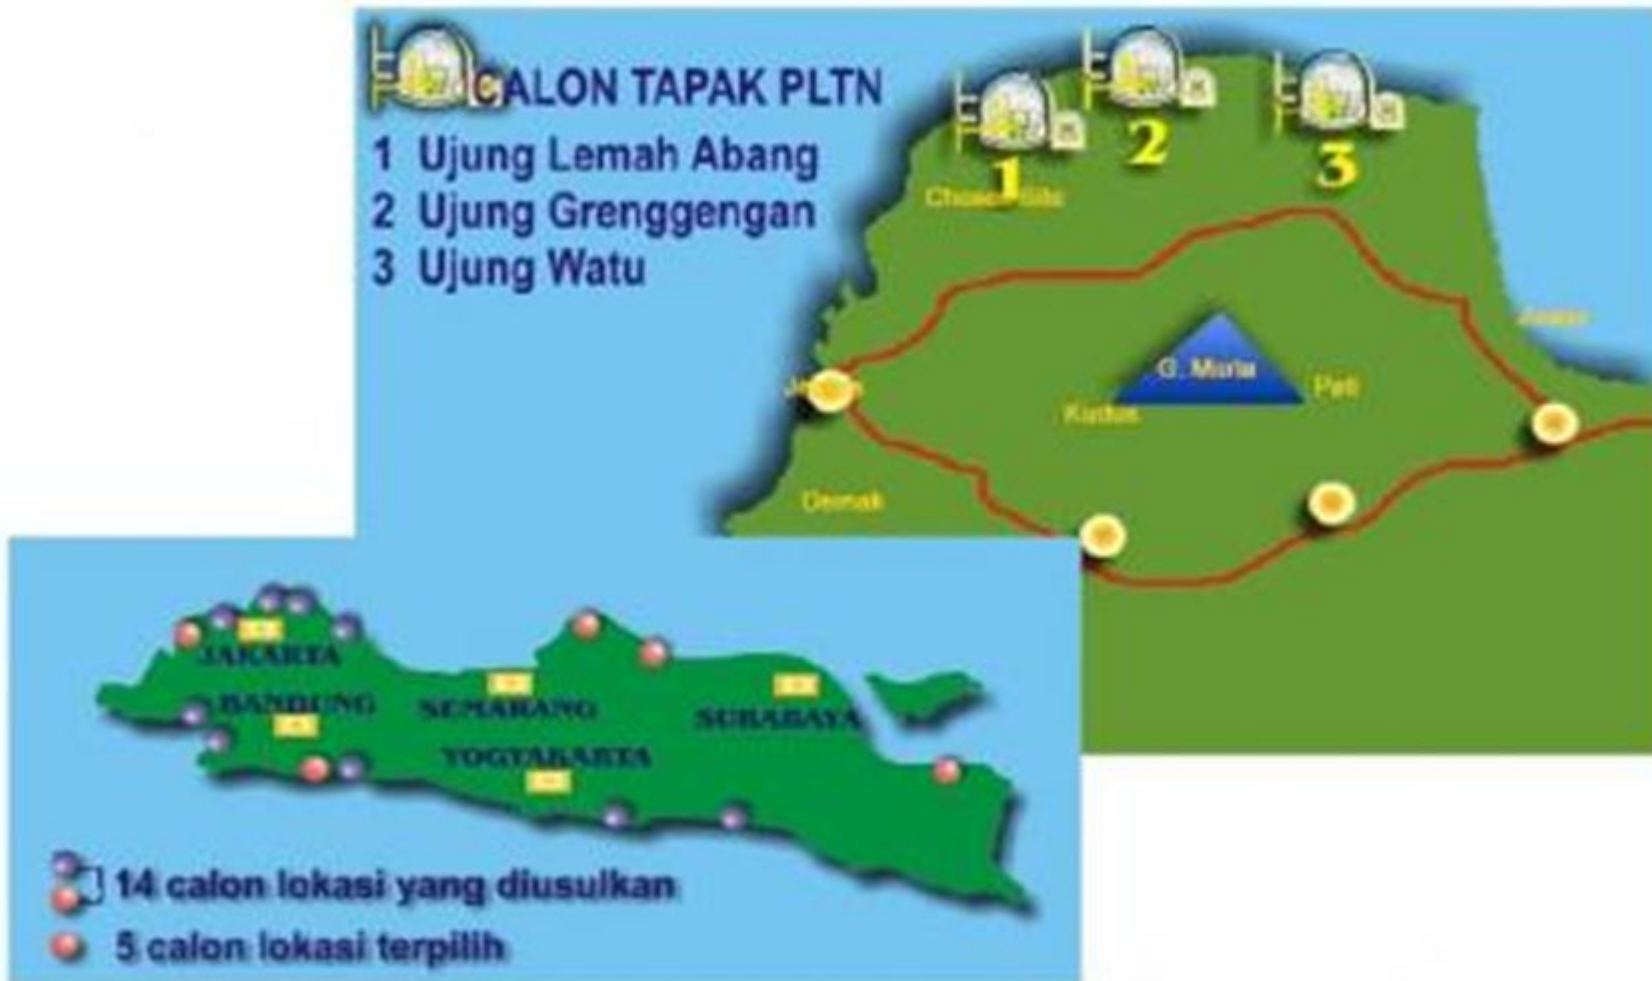 CALON TAPAK PLTN
1 Ujung Lemah Abang
2 Ujung Grenggengan
3 Ujung Watu
1
2
3
G. Muria
Pati
Kudus
Demak
JAKARTA
BANDUNG
SEMARANG
SURABAYA
YOGYAKARTA
14 calon lokasi yang diusulkan
5 calon lokasi terpilih